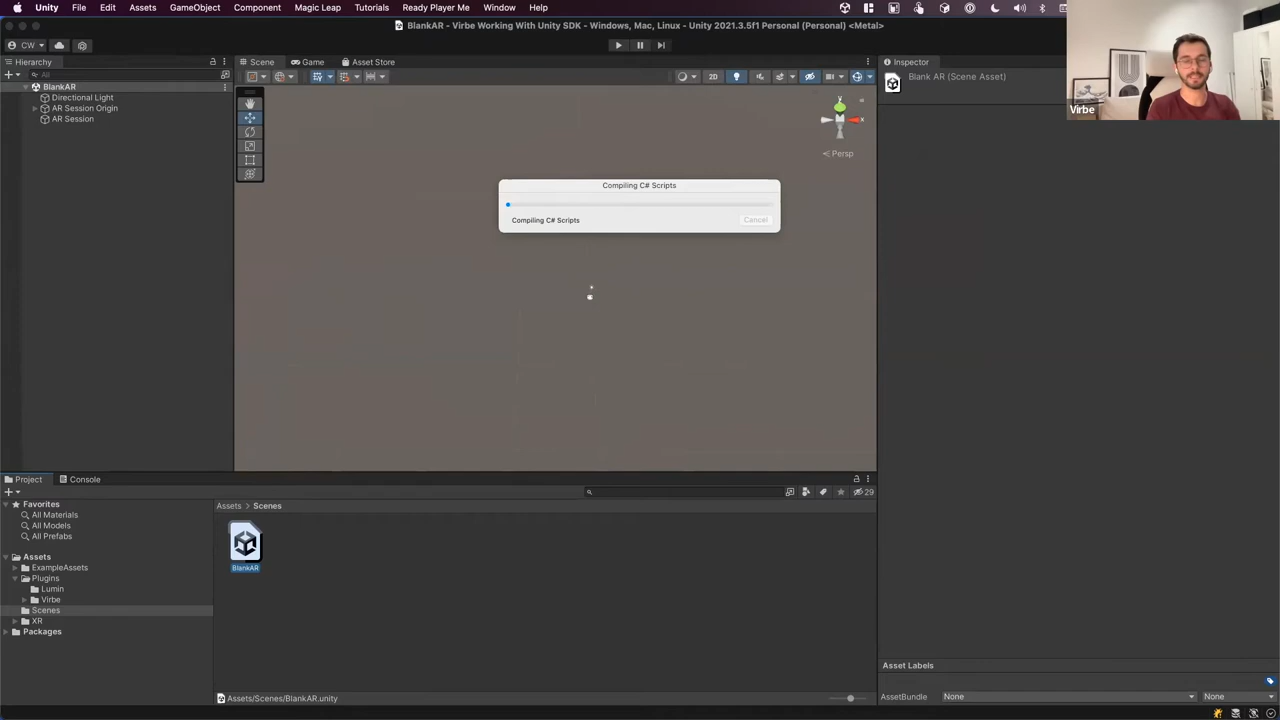 Unity File Edit Assets GameObject Component Magic Leap Tutorials Ready Player Me Window Help
BlankAR - Virbe Working With Unity SDK - Windows, Mac, Linux - Unity 2021.3.5f1 Personal (Personal) <Metal>
CW
Hierarchy
All
BlankAR
Directional Light
AR Session Origin
AR Session
Scene Game Asset Store
2D
y
x
Persp
Compiling C# Scripts
Compiling C# Scripts
Cancel
Inspector
Blank AR (Scene Asset)
Virbe
Project Console
29
Favorites
All Materials
All Models
All Prefabs
Assets
ExampleAssets
Plugins
Lumin
Virbe
Scenes
XR
Packages
Assets > Scenes
BlankAR
Assets/Scenes/BlankAR.unity
Asset Labels
AssetBundle None None